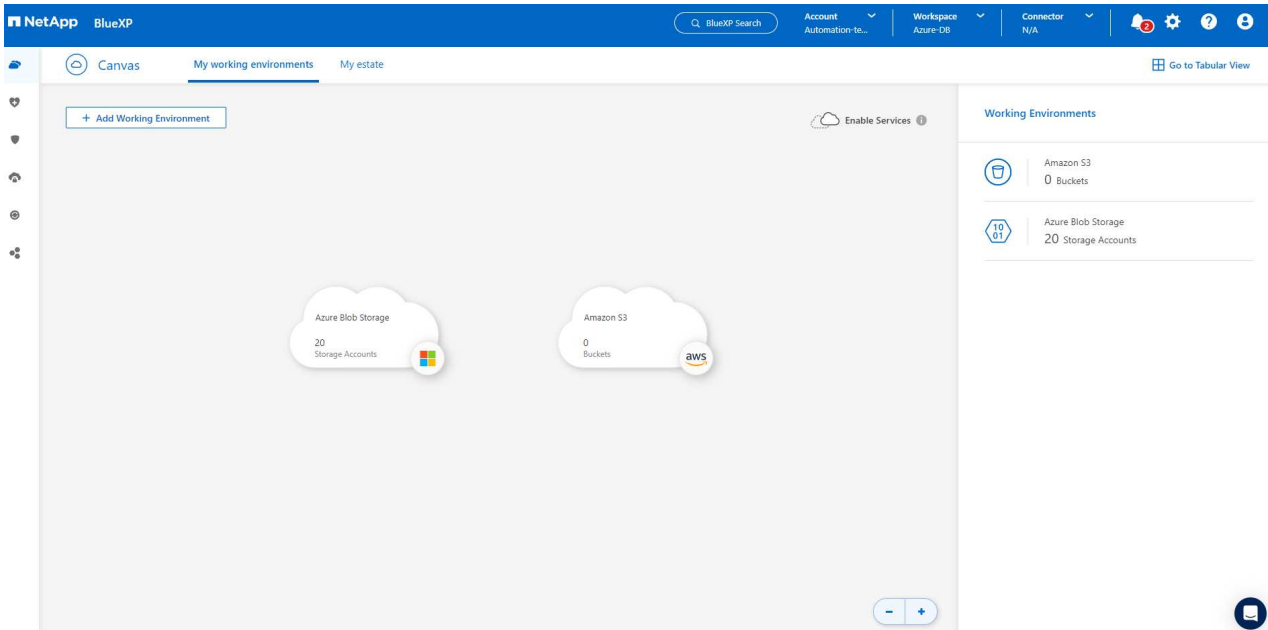 NetApp BlueXP
BlueXP Search
Account
Automation-te...
Workspace
Azure-DB
Connector
N/A
2
?
Canvas
My working environments
My estate
Go to Tabular View
+ Add Working Environment
Enable Services
Working Environments
Amazon S3
0 Buckets
10
01
Azure Blob Storage
20 Storage Accounts
Azure Blob Storage
20
Storage Accounts
Amazon S3
0
Buckets
aws
- +